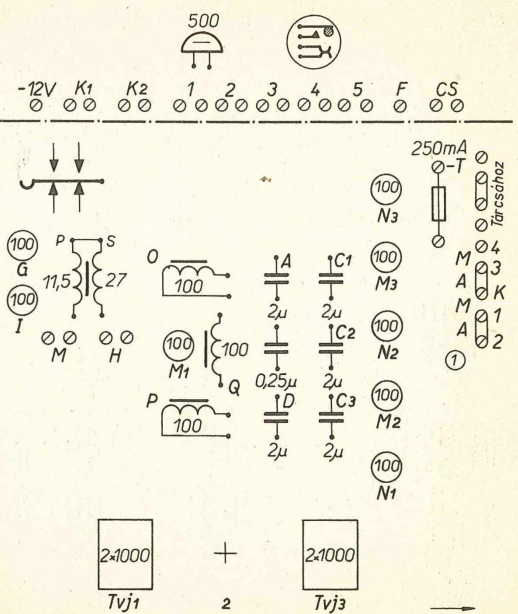 500
-12V K1 K2 1 2 3 4 5 F CS
250mA
-T
Tárcsához
100
N3
100
G
P S
11,5 27
100
I
M H
O
100
A
2μ
C1
2μ
100
M3
4
3
K
1
2
M
A
M
A
1
100
M1
100
Q
0,25μ
C2
2μ
100
N2
P
100
D
2μ
C3
2μ
100
M2
100
N1
2x1000
Tvj1
2
2x1000
Tvj3